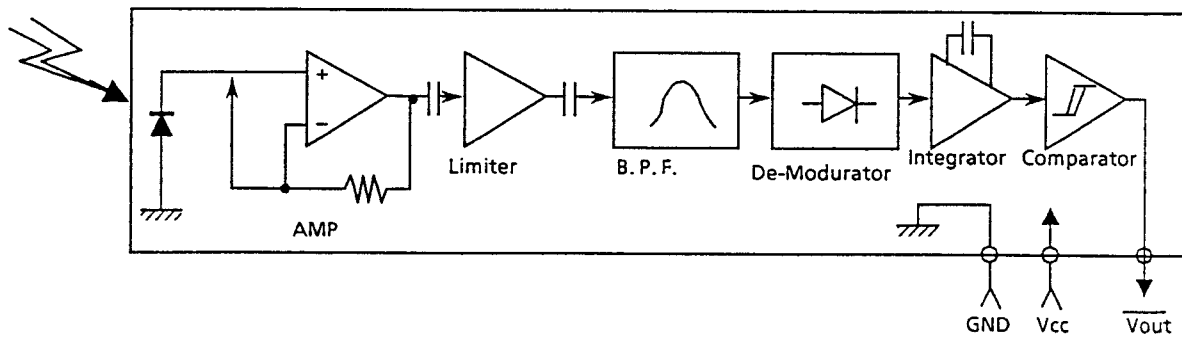 +
−
Limiter
B. P. F.
De-Modurator
Integrator
Comparator
AMP
GND
Vcc
Vout